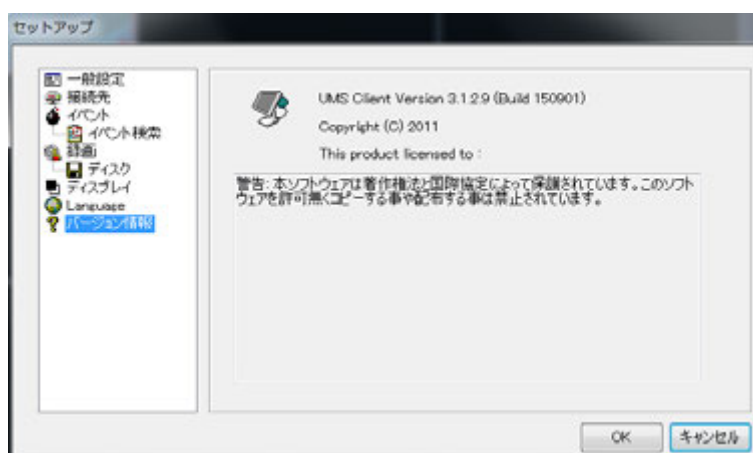 セットアップ
一般設定
接続先
イベント
イベント検索
録画
ディスク
ディスプレイ
Language
バージョン情報
UMS Client Version 3.1.2.9 (Build 150901)
Copyright (C) 2011
This product licensed to :
警告: 本ソフトウェアは著作権法と国際協定によって保護されています。このソフト
ウェアを許可無くコピーする事や配布する事は禁止されています。
OK
キャンセル